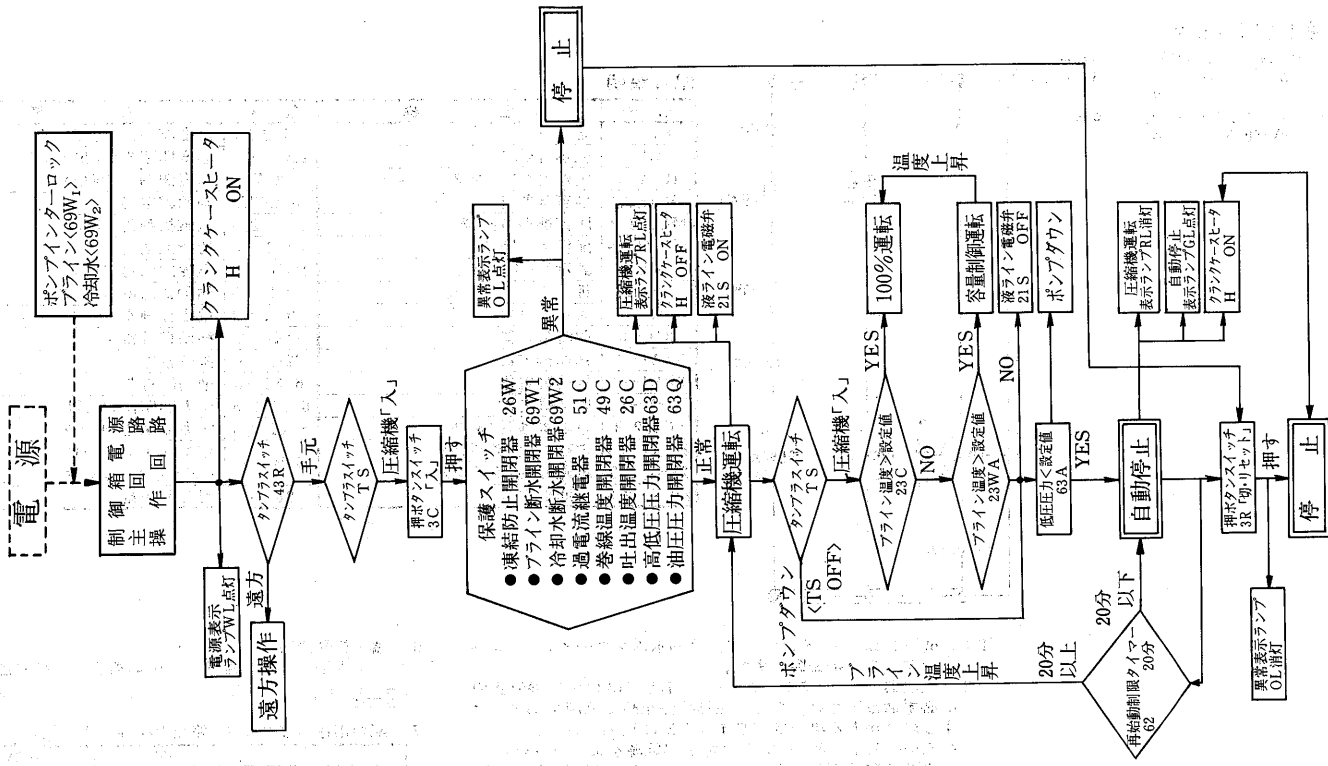 電源
ポンプインターロック
ブライン<69W₁>
冷却水<69W₂>
制御箱電源
主回路
操作回路
クランクケースヒータ
H ON
電源表示
ランプWL点灯
タンブラスイッチ
43R
遠方
遠方操作
手元
タンブラスイッチ
TS
圧縮機「入」
押ボタンスイッチ
3C「入」
押す
保護スイッチ
●凍結防止開閉器 26W
●ブライン断水開閉器 69W1
●冷却水断水開閉器69W2
●過電流継電器 51C
●巻線温度開閉器 49C
●吐出温度開閉器 26C
●高低圧圧力開閉器63D
●油圧圧力開閉器 63Q
異常
異常表示ランプ
OL点灯
停止
正常
圧縮機運転
圧縮機運転
表示ランプRL点灯
クランクケースヒータ
H OFF
液ライン電磁弁
21S ON
タンブラスイッチ
TS
ポンプダウン
<TS
OFF>
圧縮機「入」
ブライン温度>設定値
23C
YES
100%運転
温度上昇
NO
ブライン温度>設定値
23WA
YES
容量制御運転
NO
液ライン電磁弁
21S OFF
低圧圧力<設定値
63A
ポンプダウン
YES
自動停止
圧縮機運転
表示ランプRL消灯
自動停止
表示ランプGL点灯
クランクケースヒータ
H ON
ブライン温度上昇
20分
以上
20分
以下
再始動制限タイマー
62 20分
押ボタンスイッチ
3R「切・リセット」
押す
異常表示ランプ
OL消灯
停止